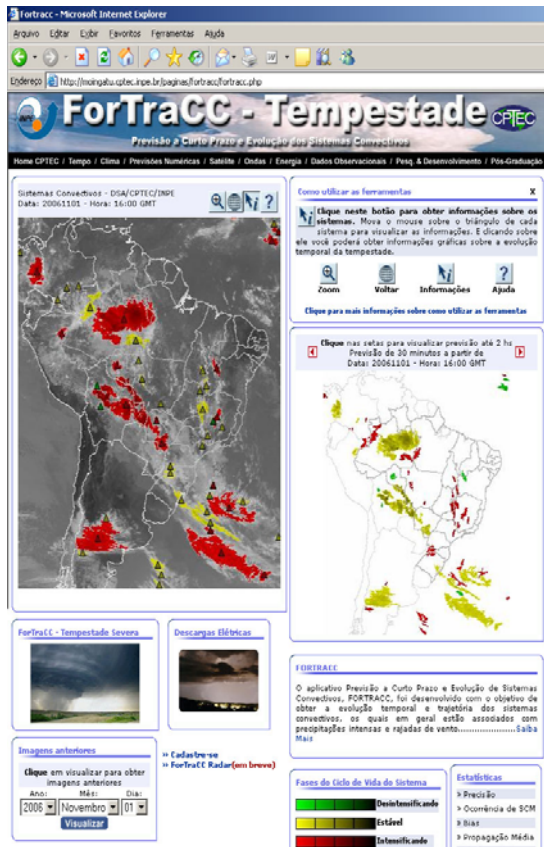 Fortracc - Microsoft Internet Explorer
Arquivo Editar Exibir Favoritos Ferramentas Ajuda
Endereço http://moingatu.cptec.inpe.br/paginas/fortracc/fortracc.php
INPE ForTraCC - Tempestade CPTEC
Previsão a Curto Prazo e Evolução dos Sistemas Convectivos
Home CPTEC / Tempo / Clima / Previsões Numéricas / Satélite / Ondas / Energia / Dados Observacionais / Pesq. & Desenvolvimento / Pós-Graduação
Sistemas Convectivos - DSA/CPTEC/INPE
Data: 20061101 - Hora: 16:00 GMT
Como utilizar as ferramentas X
Clique neste botão para obter informações sobre os
sistemas. Mova o mouse sobre o triângulo de cada
sistema para visualizar as informações. E clicando sobre
ele você poderá obter informações gráficas sobre a evolução
temporal da tempestade.
Zoom Voltar Informações Ajuda
Clique para mais informações sobre como utilizar as ferramentas
Clique nas setas para visualizar previsão até 2 hs
Previsão de 30 minutos a partir de
Data: 20061101 - Hora: 16:00 GMT
ForTraCC - Tempestade Severa
Descargas Elétricas
FORTRACC
O aplicativo Previsão a Curto Prazo e Evolução de Sistemas
Convectivos, FORTRACC, foi desenvolvido com o objetivo de
obter a evolução temporal e trajetória dos sistemas
convectivos. os quais em geral estão associados com
precipitações intensas e rajadas de vento..................Saiba
Mais
Imagens anteriores
Clique em visualizar para obter
imagens anteriores
Ano: Mês: Dia:
2006 Novembro 01
Visualizar
» Cadastre-se
» ForTraCC Radar(em breve)
Fases do Ciclo de Vida do Sistema
Desintensificando
Estável
Intensificando
Estatísticas
» Precisão
» Ocorrência de SCM
» Bias
» Propagação Média